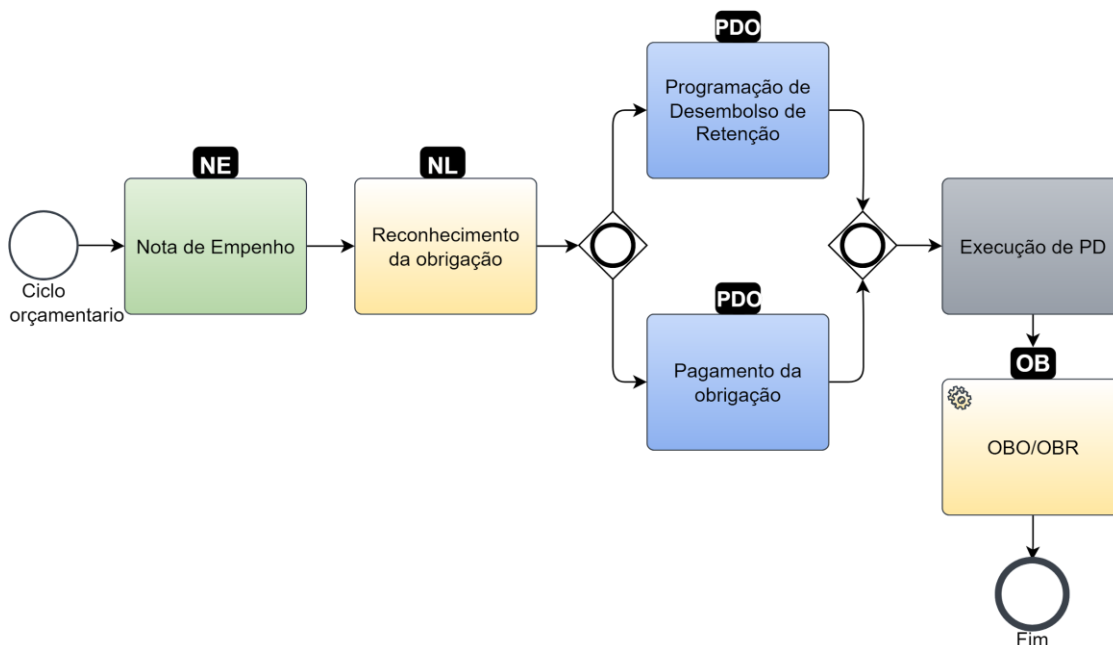 PDO
Programação de
Desembolso de
Retenção
NE
Nota de Empenho
NL
Reconhecimento
da obrigação
Execução de PD
Ciclo
orçamentario
PDO
Pagamento da
obrigação
OB
OBO/OBR
Fim